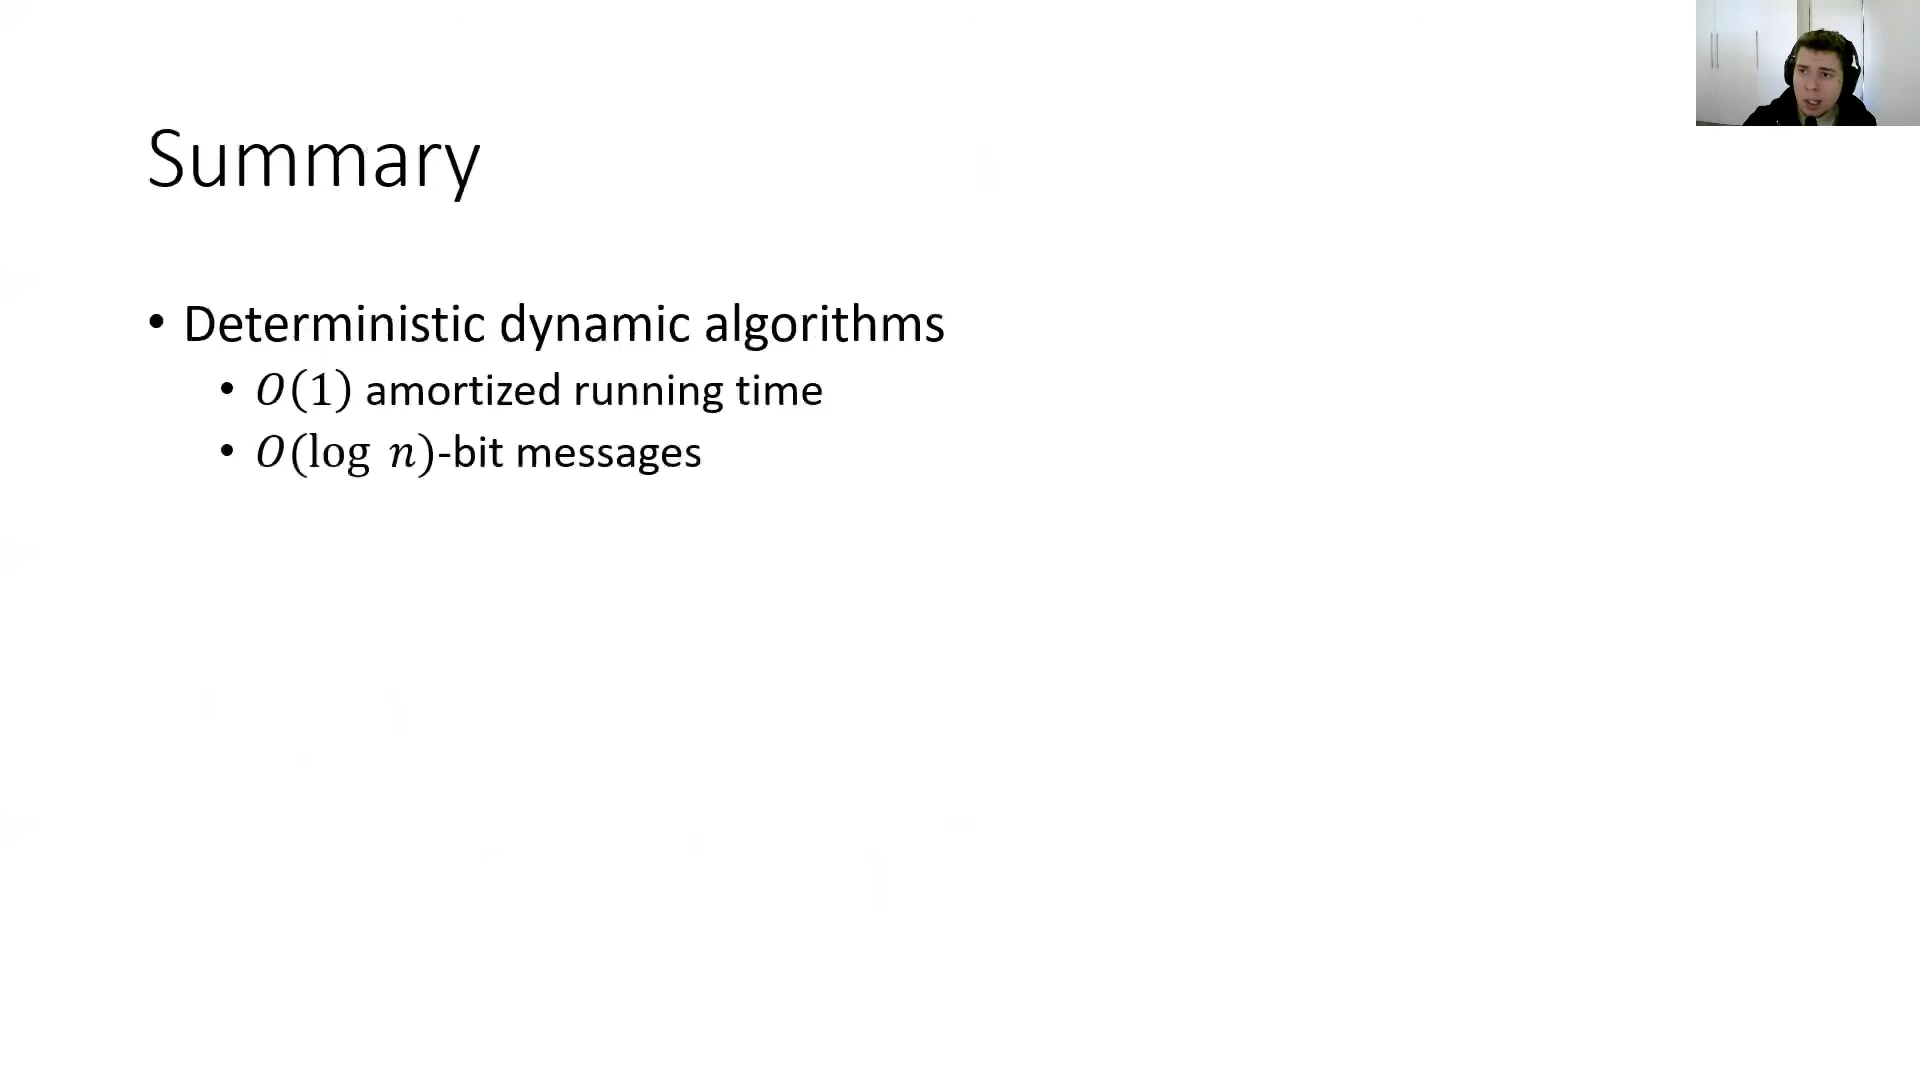 Summary
• Deterministic dynamic algorithms
• O(1) amortized running time
• O(log n)-bit messages